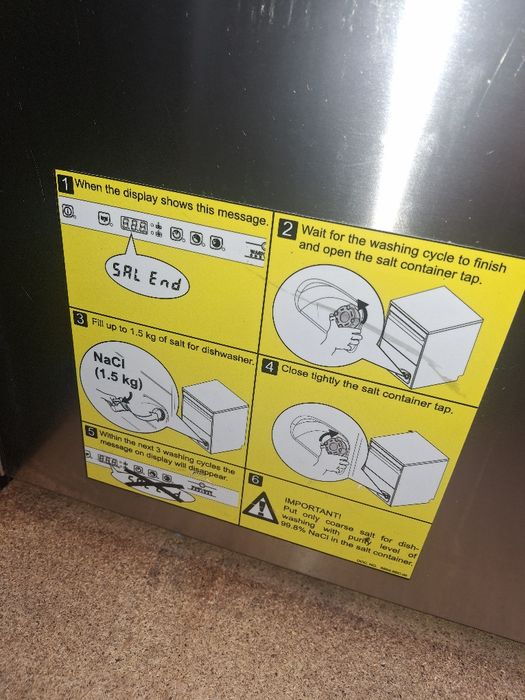 1
When the display shows this message.
SAL End
2
Wait for the washing cycle to finish
and open the salt container tap.
3
Fill up to 1.5 kg of salt for dishwasher.
NaCl
(1.5 kg)
4
Close tightly the salt container tap.
5
Within the next 3 washing cycles the
message on display will disappear.
6
IMPORTANT!
Put only coarse salt for dish-
washing with purity level of
99.8% NaCl in the salt container.